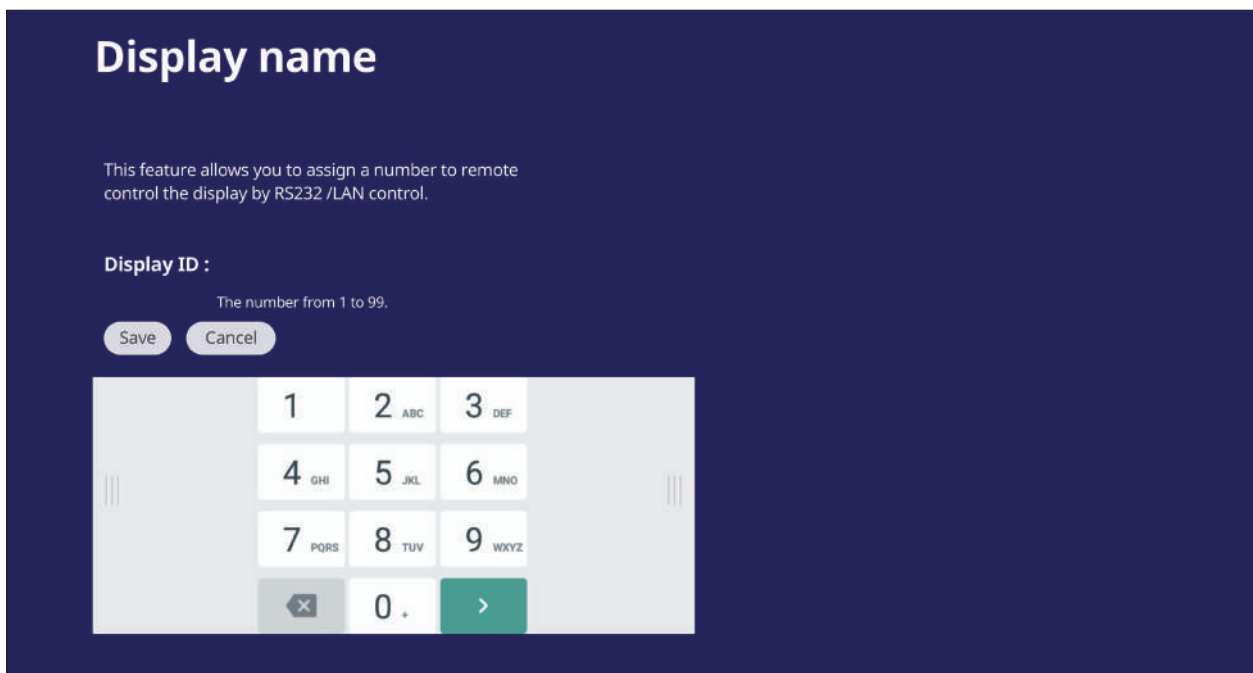 Display name
This feature allows you to assign a number to remote
control the display by RS232 /LAN control.
Display ID :
The number from 1 to 99.
Save Cancel
1 2 ABC 3 DEF
4 GHI 5 JKL 6 MNO
7 PQRS 8 TUV 9 WXYZ
0 +